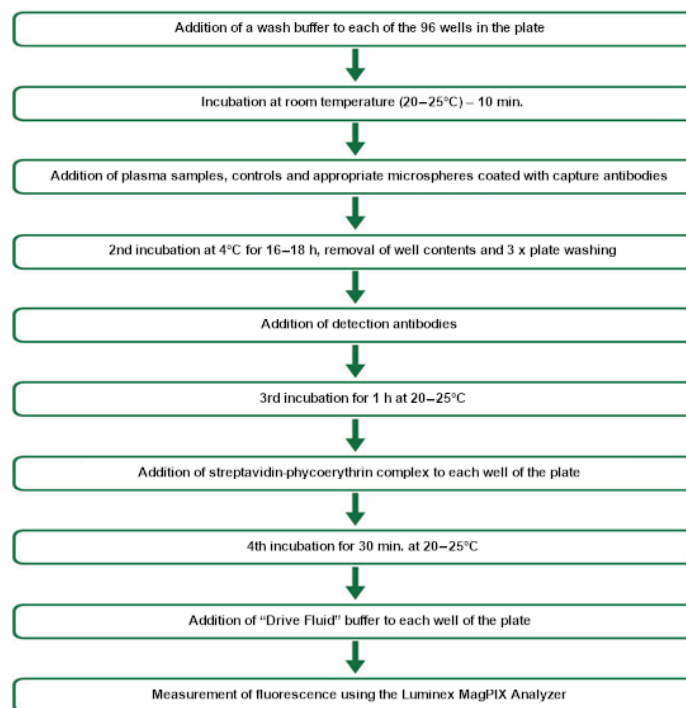 Addition of a wash buffer to each of the 96 wells in the plate
Incubation at room temperature (20–25°C) – 10 min.
Addition of plasma samples, controls and appropriate microspheres coated with capture antibodies
2nd incubation at 4°C for 16–18 h, removal of well contents and 3 x plate washing
Addition of detection antibodies
3rd incubation for 1 h at 20–25°C
Addition of streptavidin-phycoerythrin complex to each well of the plate
4th incubation for 30 min. at 20–25°C
Addition of “Drive Fluid” buffer to each well of the plate
Measurement of fluorescence using the Luminex MagPIX Analyzer